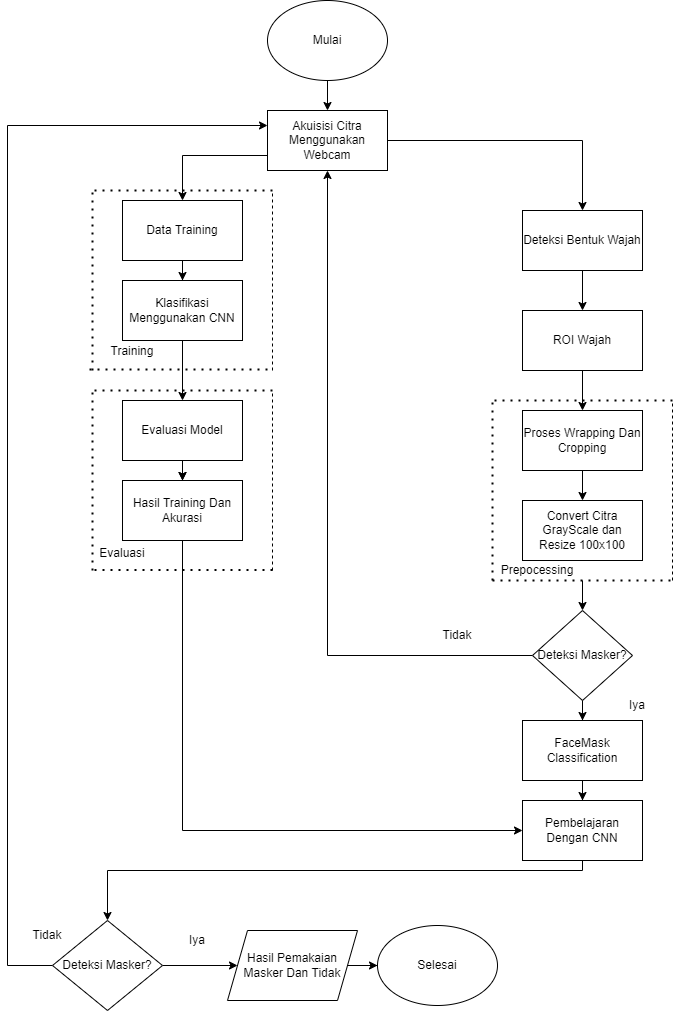 Mulai
Akuisisi Citra
Menggunakan
Webcam
Data Training
Klasifikasi
Menggunakan CNN
Training
Evaluasi Model
Hasil Training Dan
Akurasi
Evaluasi
Deteksi Bentuk Wajah
ROI Wajah
Proses Wrapping Dan
Cropping
Convert Citra
GrayScale dan
Resize 100x100
Prepocessing
Tidak
Deteksi Masker?
Iya
FaceMask
Classification
Pembelajaran
Dengan CNN
Tidak
Deteksi Masker?
Iya
Hasil Pemakaian
Masker Dan Tidak
Selesai